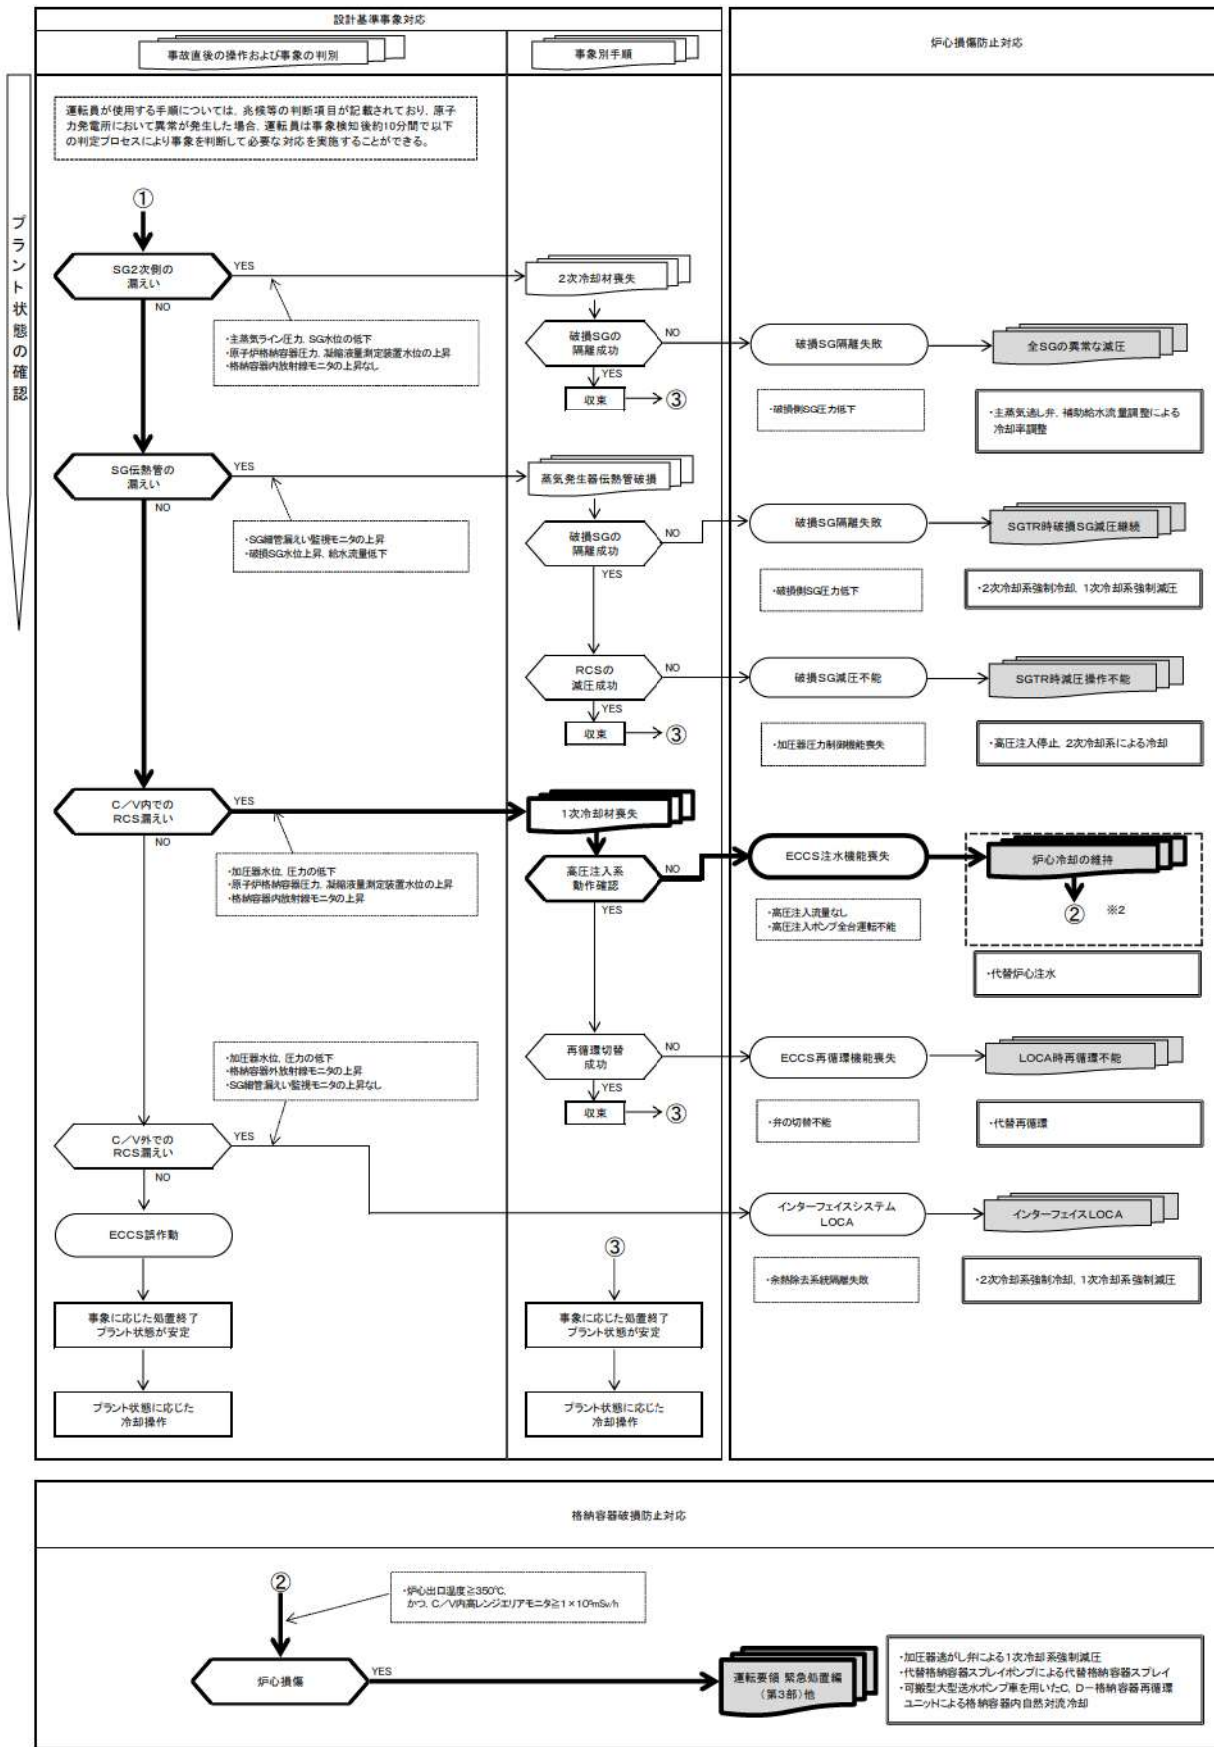 設計基準事象対応
事故直後の操作および事象の判別
事象別手順
炉心損傷防止対応
プラント状態の確認
運転員が使用する手順については、兆候等の判断項目が記載されており、原子
力発電所において異常が発生した場合、運転員は事象検知後約10分間で以下
の判定プロセスにより事象を判断して必要な対応を実施することができる。
①
SG2次側の
漏えい
YES
NO
・主蒸気ライン圧力、SG水位の低下
・原子炉格納容器圧力、凝縮液量測定装置水位の上昇
・格納容器内放射線モニタの上昇なし
2次冷却材喪失
破損SGの
隔離成功
NO
YES
収束
③
破損SG隔離失敗
・破損側SG圧力低下
全SGの異常な減圧
・主蒸気逃し弁、補助給水流量調整による
冷却率調整
SG伝熱管の
漏えい
YES
NO
・SG細管漏えい監視モニタの上昇
・破損SG水位上昇、給水流量低下
蒸気発生器伝熱管破損
破損SGの
隔離成功
NO
YES
破損SG隔離失敗
・破損側SG圧力低下
SGTR時破損SG減圧継続
・2次冷却系強制冷却、1次冷却系強制減圧
RCSの
減圧成功
NO
YES
収束
③
破損SG減圧不能
・加圧器圧力制御機能喪失
SGTR時減圧操作不能
・高圧注入停止、2次冷却系による冷却
C/V内での
RCS漏えい
YES
NO
・加圧器水位、圧力の低下
・原子炉格納容器圧力、凝縮液量測定装置水位の上昇
・格納容器内放射線モニタの上昇
1次冷却材喪失
高圧注入系
動作確認
NO
YES
ECCS注水機能喪失
・高圧注入流量なし
・高圧注入ポンプ全台運転不能
炉心冷却の維持
② ※2
・代替炉心注水
・加圧器水位、圧力の低下
・格納容器外放射線モニタの上昇
・SG細管漏えい監視モニタの上昇なし
再循環切替
成功
NO
YES
収束
③
ECCS再循環機能喪失
・弁の切替不能
LOCA時再循環不能
・代替再循環
C/V外での
RCS漏えい
YES
NO
インターフェイスシステム
LOCA
・余熱除去系統隔離失敗
インターフェイスLOCA
・2次冷却系強制冷却、1次冷却系強制減圧
ECCS誤作動
事象に応じた処置終了
プラント状態が安定
プラント状態に応じた
冷却操作
③
事象に応じた処置終了
プラント状態が安定
プラント状態に応じた
冷却操作
格納容器破損防止対応
②
・炉心出口温度≧350℃、
かつ、C/V内高レンジエリアモニタ≧1×10⁵mSv/h
炉心損傷
YES
運転要領 緊急処置編
(第3部)他
・加圧器逃がし弁による1次冷却系強制減圧
・代替格納容器スプレイポンプによる代替格納容器スプレイ
・可搬型大型送水ポンプ車を用いたC、D-格納容器再循環
ユニットによる格納容器内自然対流冷却